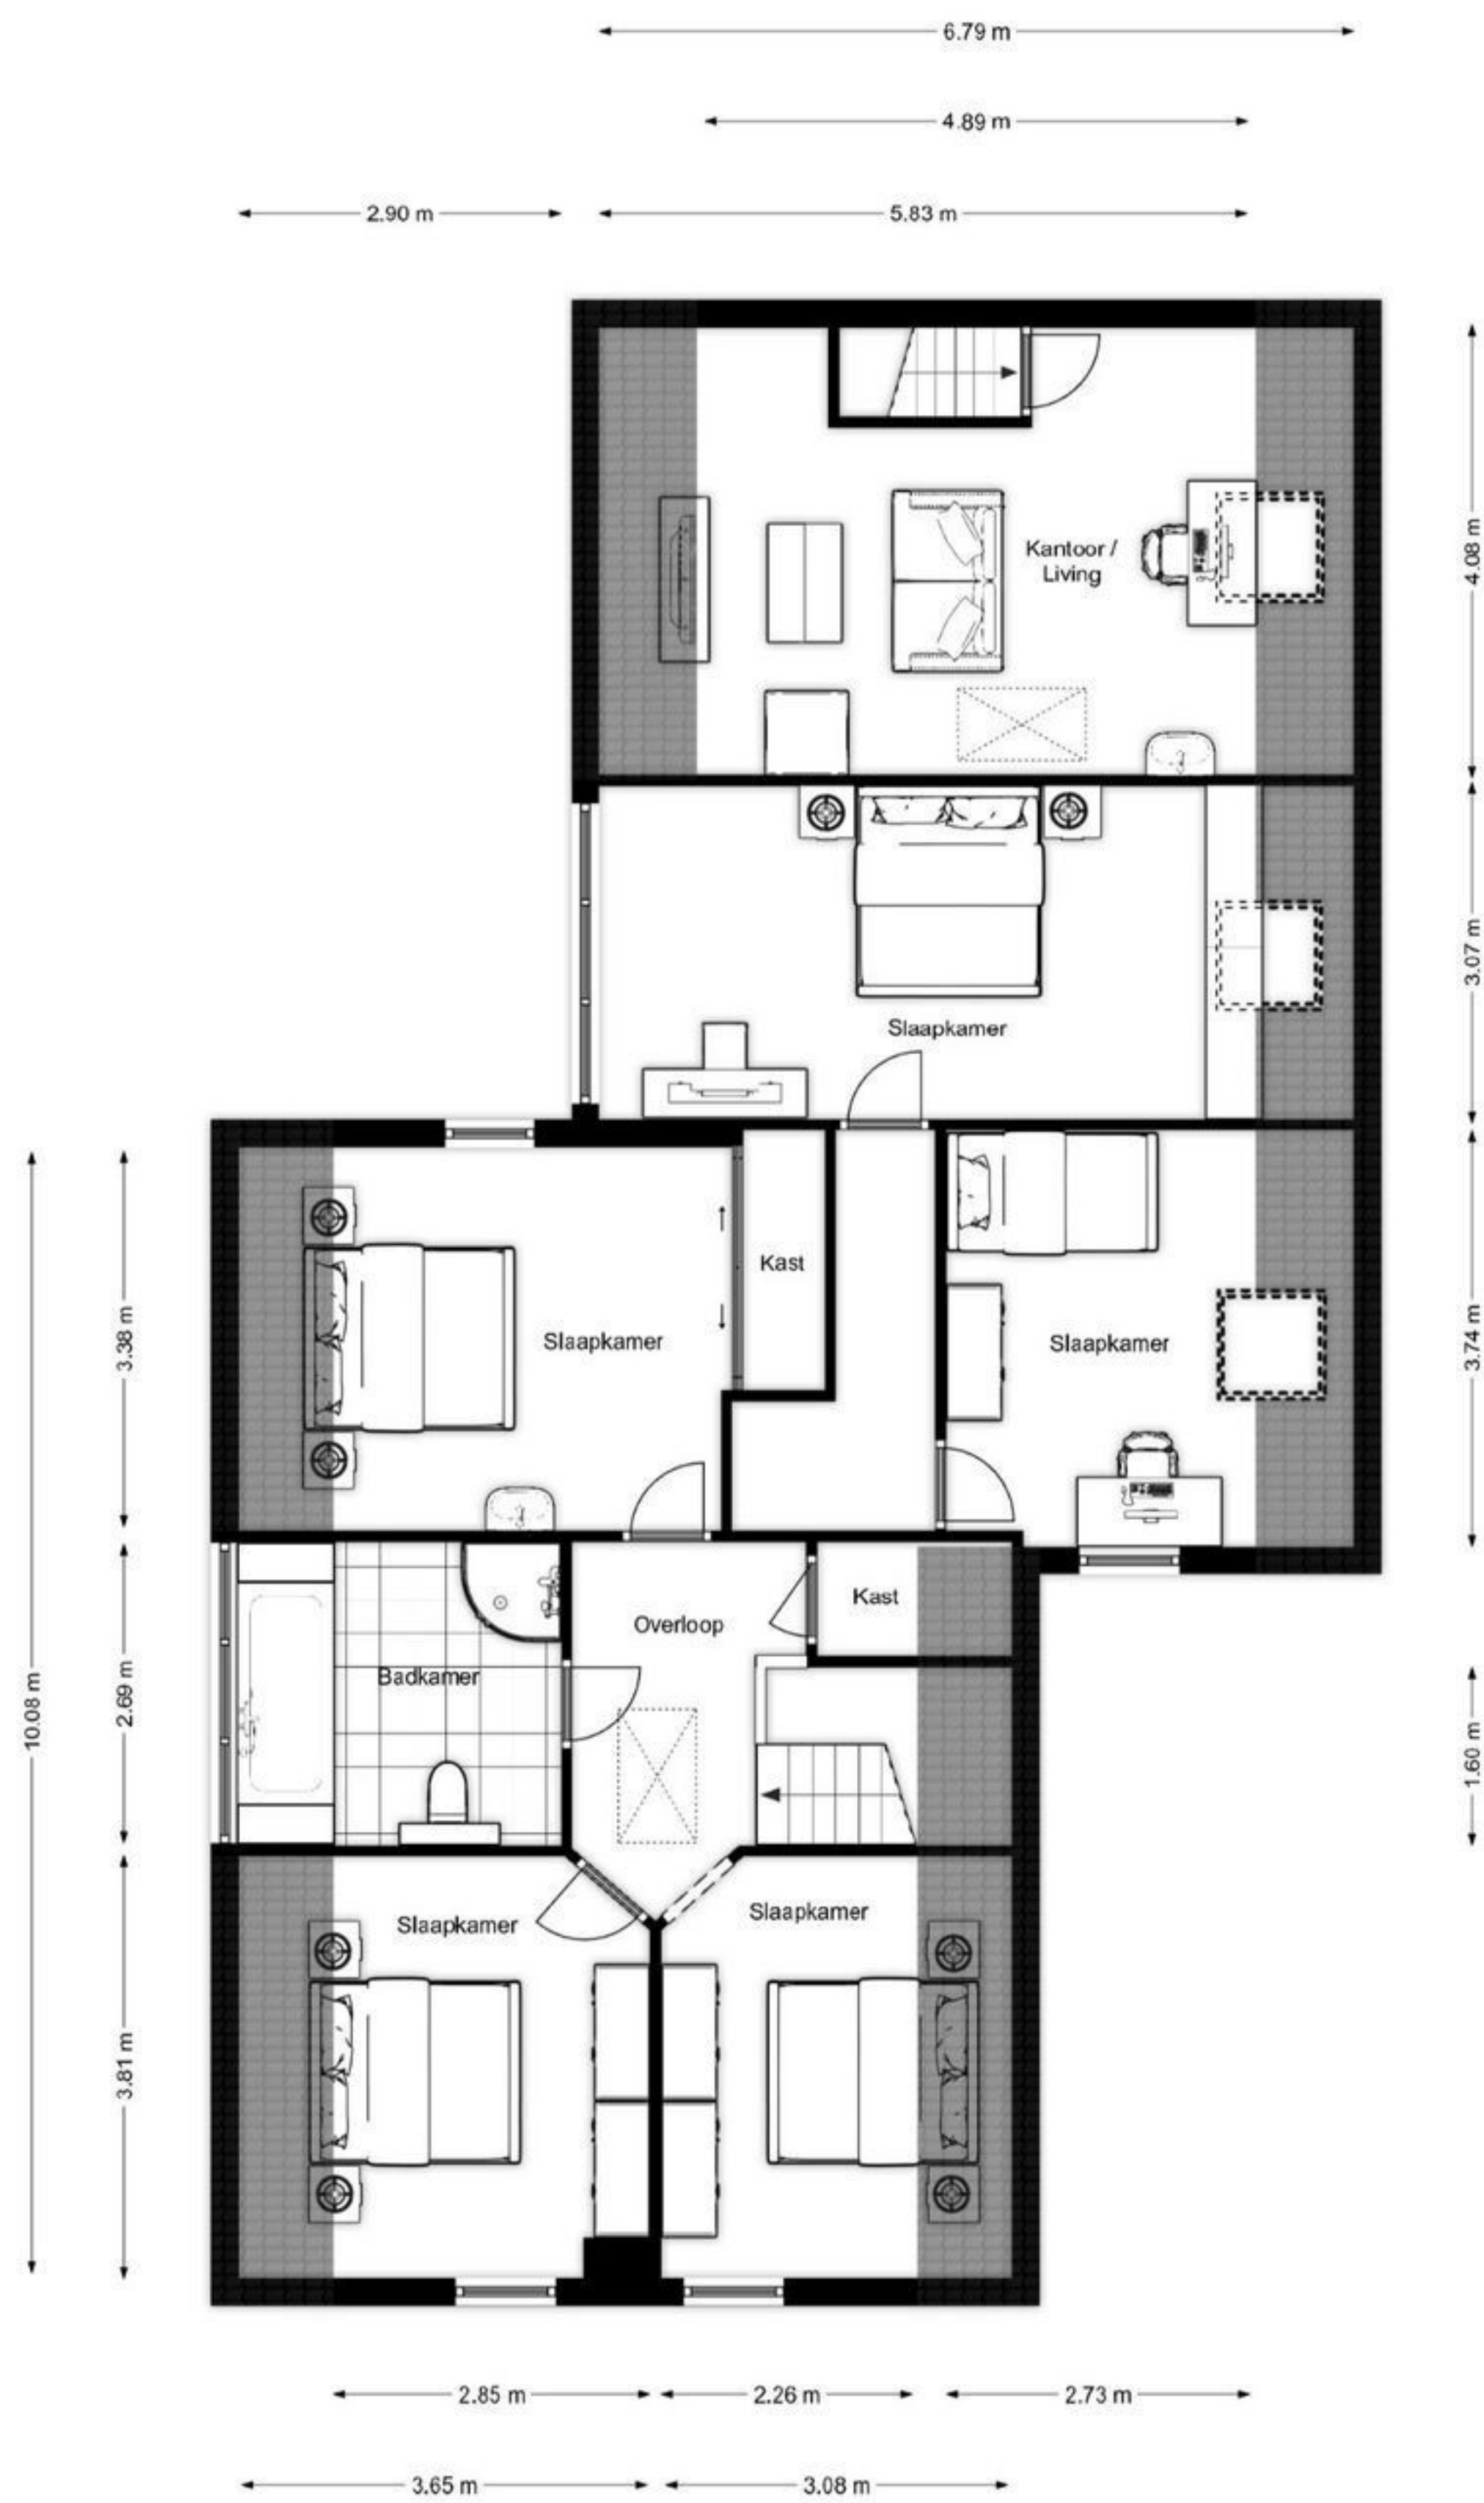 6.79 m
4.89 m
2.90 m
5.83 m
Kantoor /
Living
4.08 m
3.07 m
Slaapkamer
Kast
3.38 m
Slaapkamer
Slaapkamer
3.74 m
Kast
Overloop
Badkamer
2.69 m
10.08 m
1.60 m
Slaapkamer
Slaapkamer
3.81 m
2.85 m
2.26 m
2.73 m
3.65 m
3.08 m